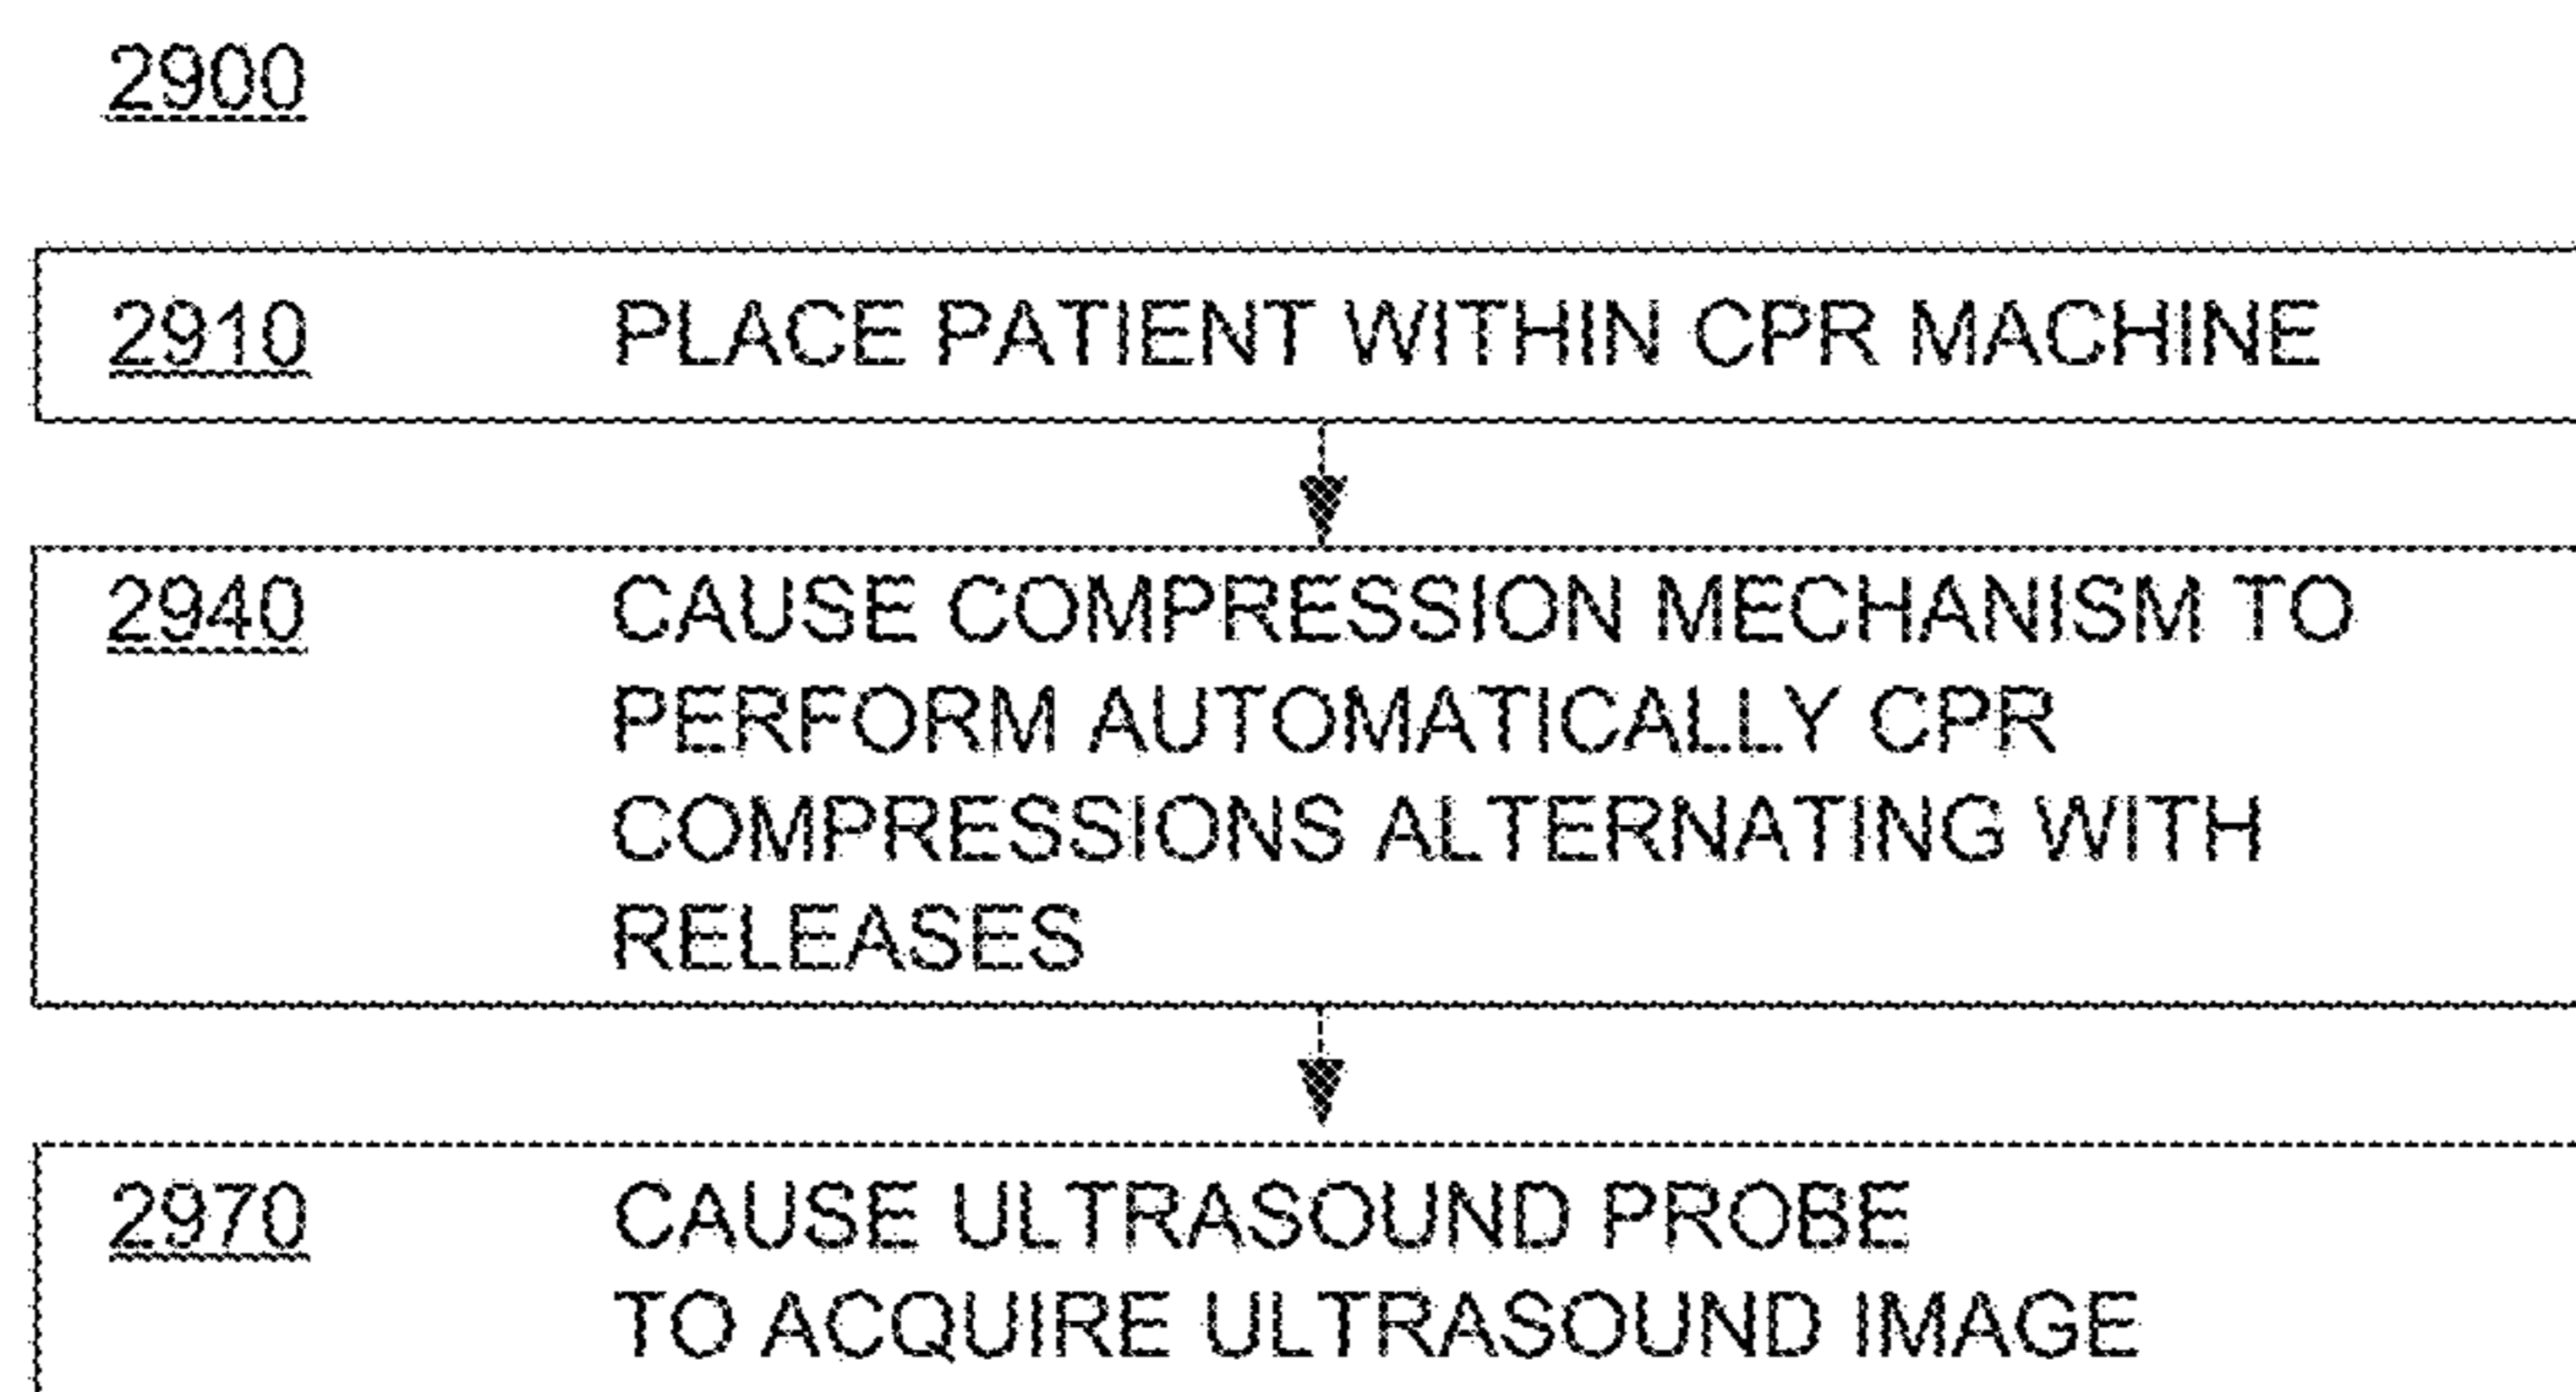 2900
2910 PLACE PATIENT WITHIN CPR MACHINE
2940 CAUSE COMPRESSION MECHANISM TO
PERFORM AUTOMATICALLY CPR
COMPRESSIONS ALTERNATING WITH
RELEASES
2970 CAUSE ULTRASOUND PROBE
TO ACQUIRE ULTRASOUND IMAGE